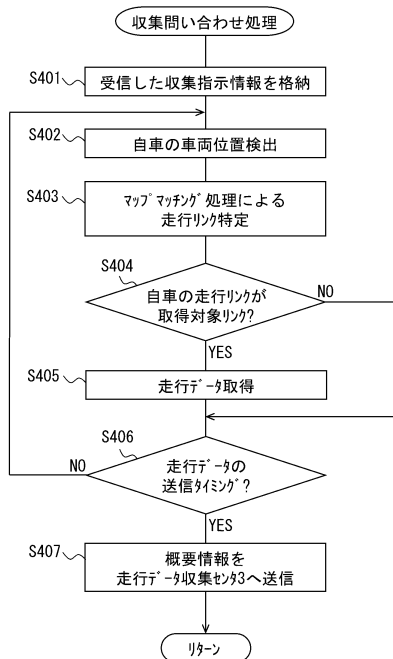 収集問い合わせ処理
S401
受信した収集指示情報を格納
S402
自車の車両位置検出
S403
マップマッチング処理による
走行リンク特定
S404
自車の走行リンクが
取得対象リンク?
NO
YES
S405
走行データ取得
S406
走行データの
送信タイミング?
NO
YES
S407
概要情報を
走行データ収集センタ3へ送信
リターン